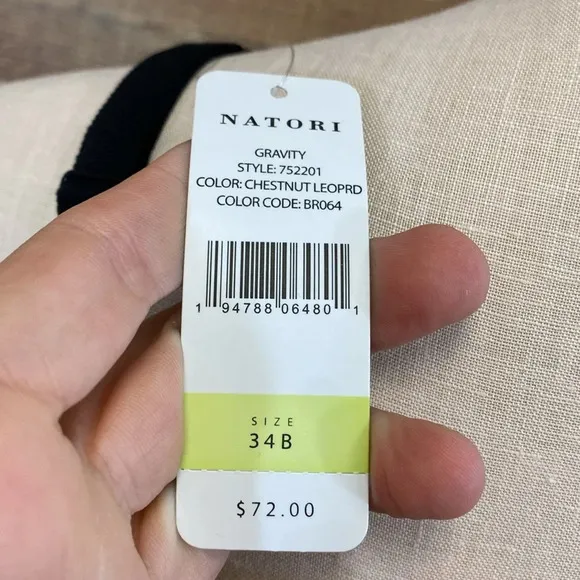 NATORI
GRAVITY
STYLE: 752201
COLOR: CHESTNUT LEOPRD
COLOR CODE: BR064
1 94788 06480 1
SIZE
34B
$72.00